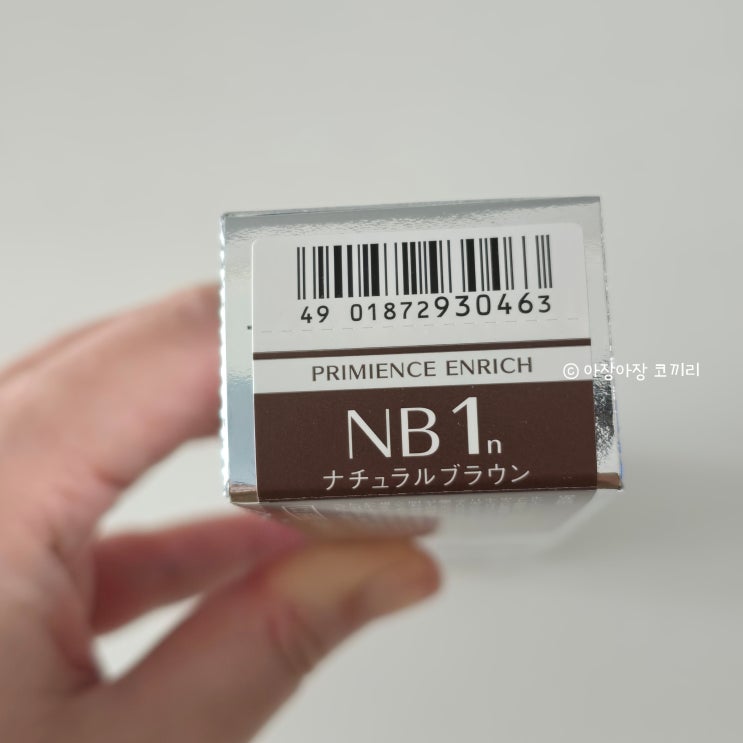 49 01872930463
PRIMIENCE ENRICH
© 아장아장 코끼리
NB1n
ナチュラルブラウン